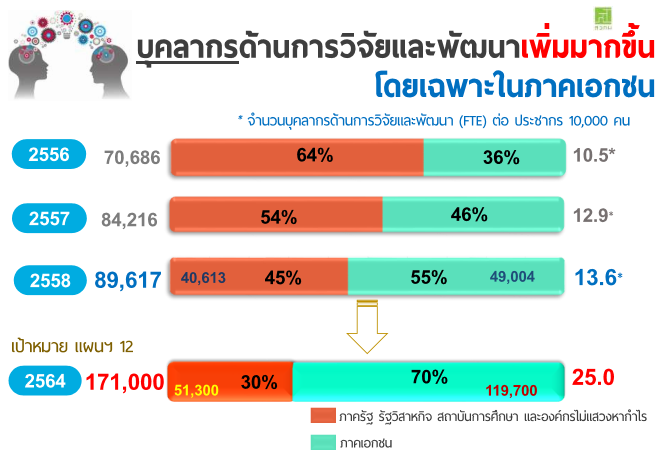 สวทน
บุคลากรด้านการวิจัยและพัฒนาเพิ่มมากขึ้น
โดยเฉพาะในภาคเอกชน
* จำนวนบุคลากรด้านการวิจัยและพัฒนา (FTE) ต่อ ประชากร 10,000 คน
2556 70,686 64% 36% 10.5*
2557 84,216 54% 46% 12.9*
2558 89,617 40,613 45% 55% 49,004 13.6*
เป้าหมาย แผนฯ 12
2564 171,000 51,300 30% 70% 119,700 25.0
ภาครัฐ รัฐวิสาหกิจ สถาบันการศึกษา และองค์กรไม่แสวงหากำไร
ภาคเอกชน